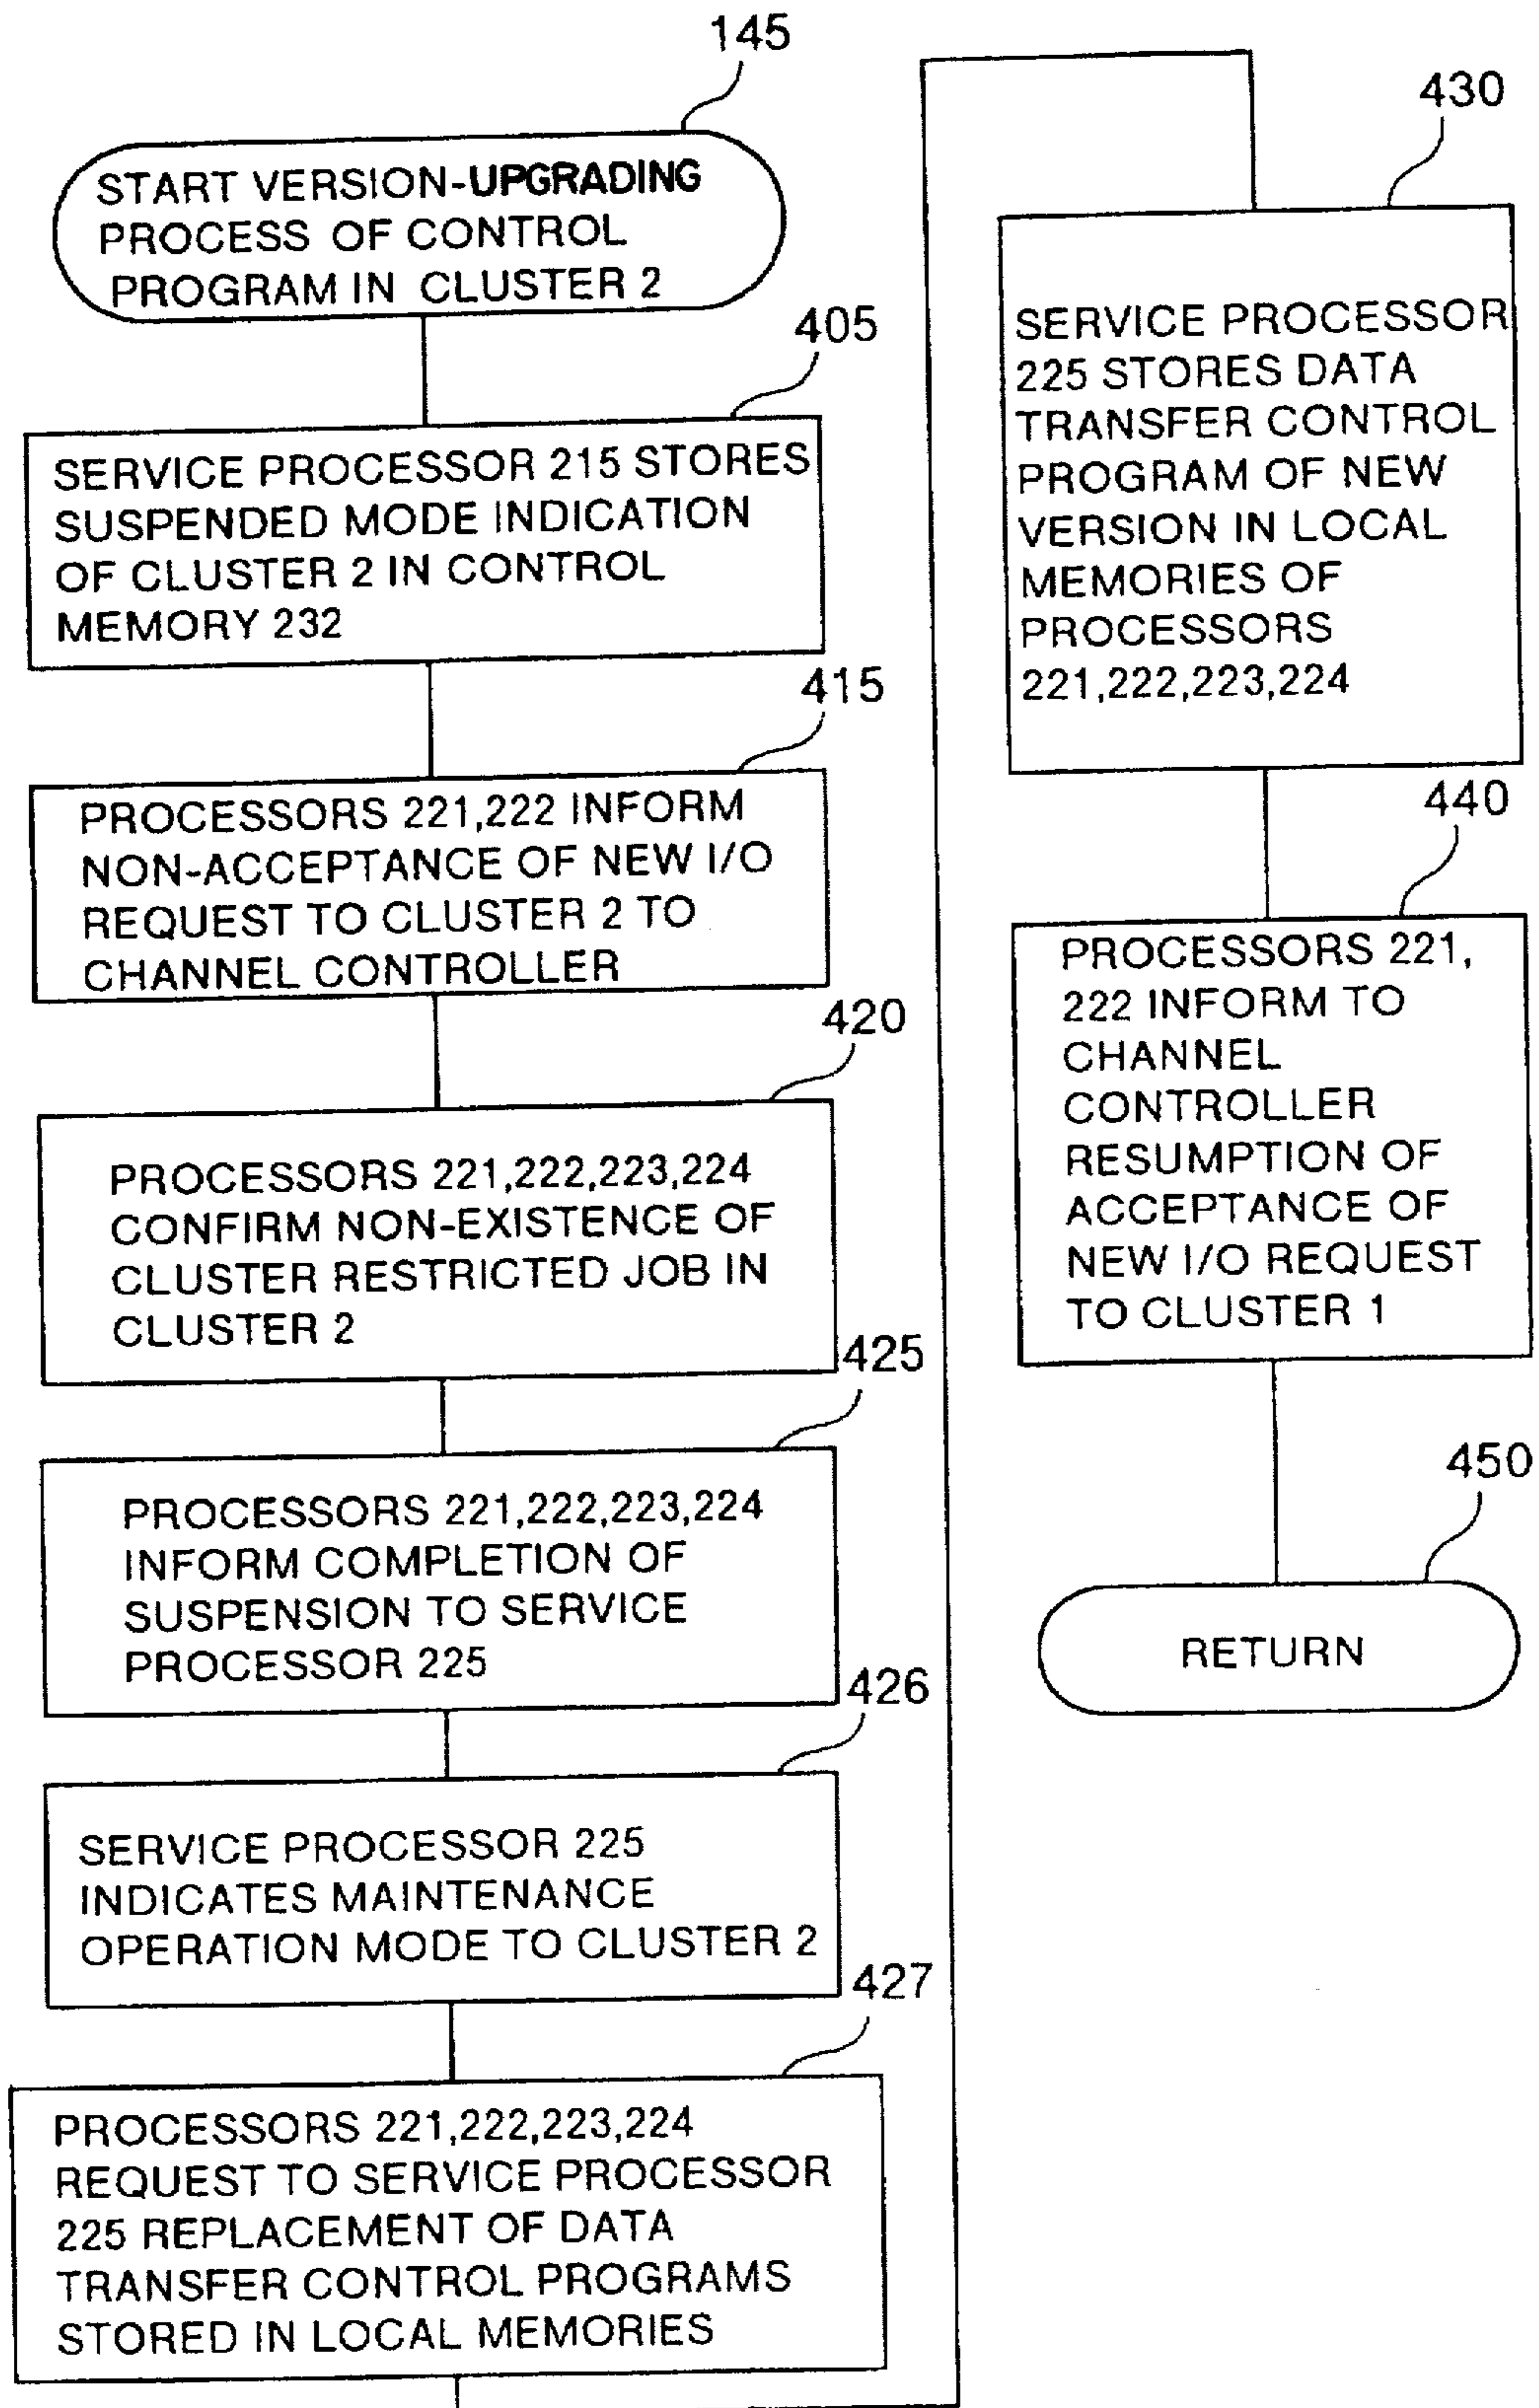 145
START VERSION-UPGRADING
PROCESS OF CONTROL
PROGRAM IN CLUSTER 2
405
SERVICE PROCESSOR 215 STORES
SUSPENDED MODE INDICATION
OF CLUSTER 2 IN CONTROL
MEMORY 232
415
PROCESSORS 221,222 INFORM
NON-ACCEPTANCE OF NEW I/O
REQUEST TO CLUSTER 2 TO
CHANNEL CONTROLLER
420
PROCESSORS 221,222,223,224
CONFIRM NON-EXISTENCE OF
CLUSTER RESTRICTED JOB IN
CLUSTER 2
425
PROCESSORS 221,222,223,224
INFORM COMPLETION OF
SUSPENSION TO SERVICE
PROCESSOR 225
426
SERVICE PROCESSOR 225
INDICATES MAINTENANCE
OPERATION MODE TO CLUSTER 2
427
PROCESSORS 221,222,223,224
REQUEST TO SERVICE PROCESSOR
225 REPLACEMENT OF DATA
TRANSFER CONTROL PROGRAMS
STORED IN LOCAL MEMORIES
430
SERVICE PROCESSOR
225 STORES DATA
TRANSFER CONTROL
PROGRAM OF NEW
VERSION IN LOCAL
MEMORIES OF
PROCESSORS
221,222,223,224
440
PROCESSORS 221,
222 INFORM TO
CHANNEL
CONTROLLER
RESUMPTION OF
ACCEPTANCE OF
NEW I/O REQUEST
TO CLUSTER 1
450
RETURN